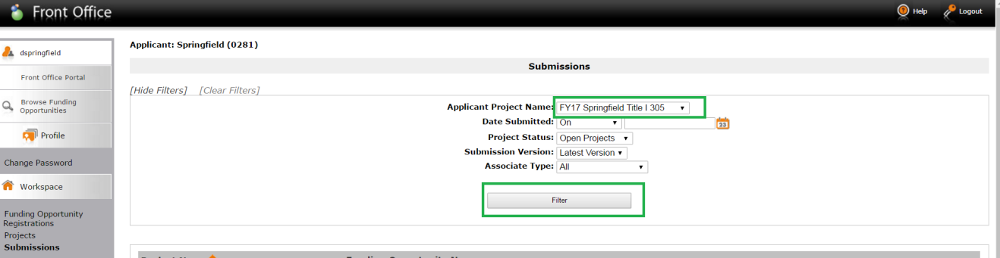 Front Office
Help
Logout
dspringfield
Front Office Portal
Browse Funding
Opportunities
Profile
Change Password
Workspace
Funding Opportunity
Registrations
Projects
Submissions
Applicant: Springfield (0281)
Submissions
[Hide Filters] [Clear Filters]
Applicant Project Name: FY17 Springfield Title I 305
Date Submitted: On
23
Project Status: Open Projects
Submission Version: Latest Version
Associate Type: All
Filter